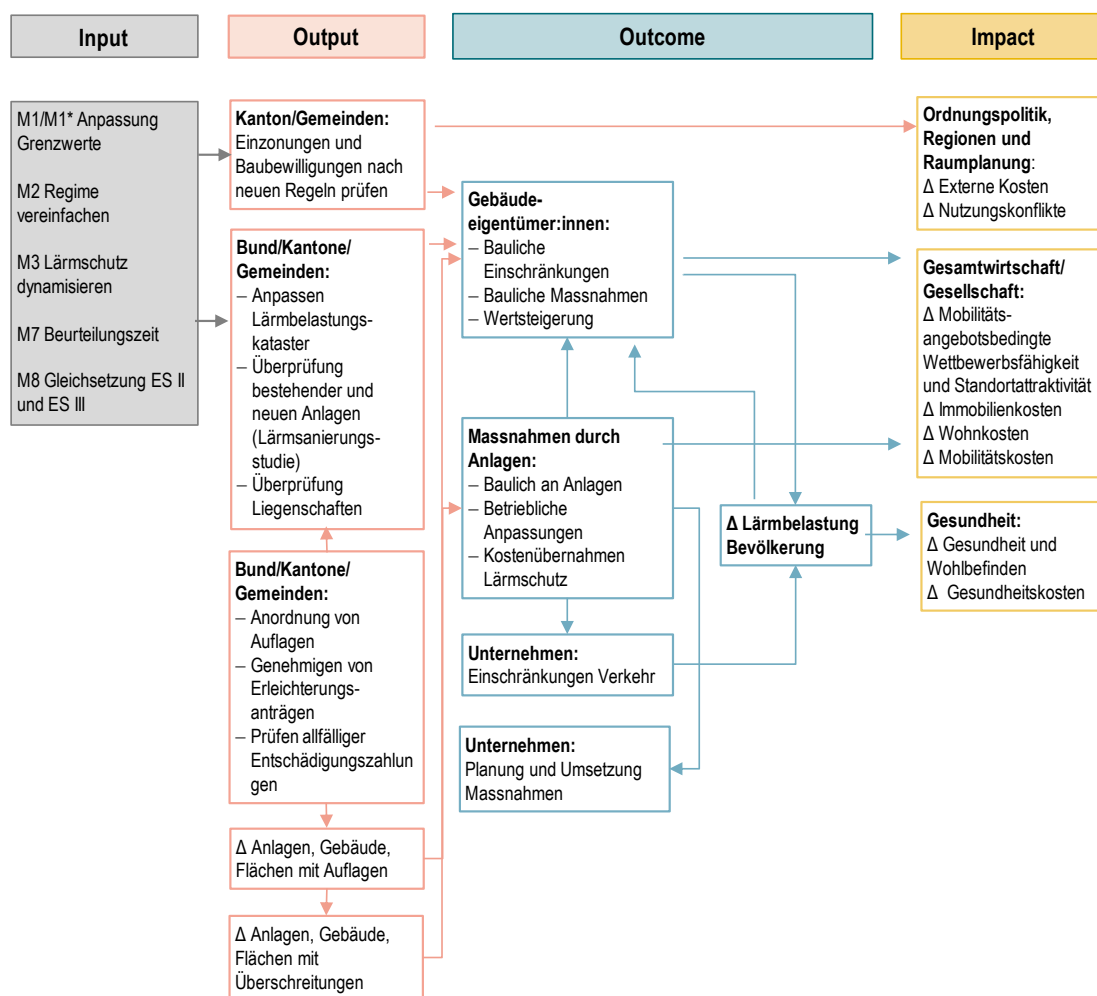 Input
Output
Outcome
Impact
M1/M1* Anpassung
Grenzwerte
M2 Regime
vereinfachen
M3 Lärmschutz
dynamisieren
M7 Beurteilungszeit
M8 Gleichsetzung ES II
und ES III
Kanton/Gemeinden:
Einzonungen und
Baubewilligungen nach
neuen Regeln prüfen
Bund/Kantone/
Gemeinden:
– Anpassen
Lärmbelastungs-
kataster
– Überprüfung
bestehender und
neuen Anlagen
(Lärmsanierungs-
studie)
– Überprüfung
Liegenschaften
Bund/Kantone/
Gemeinden:
– Anordnung von
Auflagen
– Genehmigen von
Erleichterungs-
anträgen
– Prüfen allfälliger
Entschädigungszahlun
gen
Δ Anlagen, Gebäude,
Flächen mit Auflagen
Δ Anlagen, Gebäude,
Flächen mit
Überschreitungen
Gebäude-
eigentümer:innen:
– Bauliche
Einschränkungen
– Bauliche Massnahmen
– Wertsteigerung
Massnahmen durch
Anlagen:
– Baulich an Anlagen
– Betriebliche
Anpassungen
– Kostenübernahmen
Lärmschutz
Unternehmen:
Einschränkungen Verkehr
Unternehmen:
Planung und Umsetzung
Massnahmen
Δ Lärmbelastung
Bevölkerung
Ordnungspolitik,
Regionen und
Raumplanung:
Δ Externe Kosten
Δ Nutzungskonflikte
Gesamtwirtschaft/
Gesellschaft:
Δ Mobilitäts-
angebotsbedingte
Wettbewerbsfähigkeit
und Standortattraktivität
Δ Immobilienkosten
Δ Wohnkosten
Δ Mobilitätskosten
Gesundheit:
Δ Gesundheit und
Wohlbefinden
Δ Gesundheitskosten